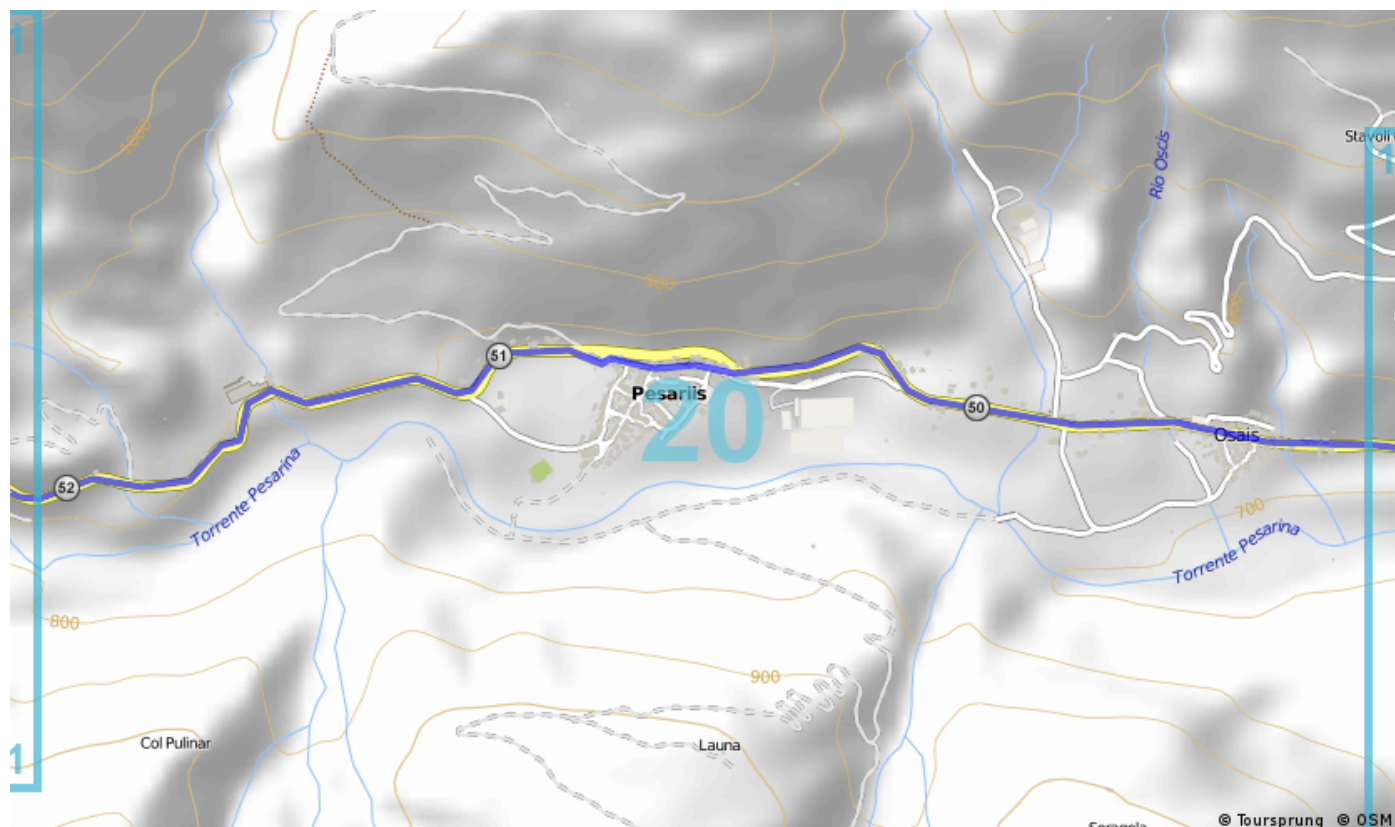 1
1000
Rio Oscis
Stavoli
1
900
51
Pesariis
20
50
Osais
52
Torrente Pesarina
700
Torrente Pesarina
800
900
Col Pulinar
Launa
1
© Toursprung © OSM